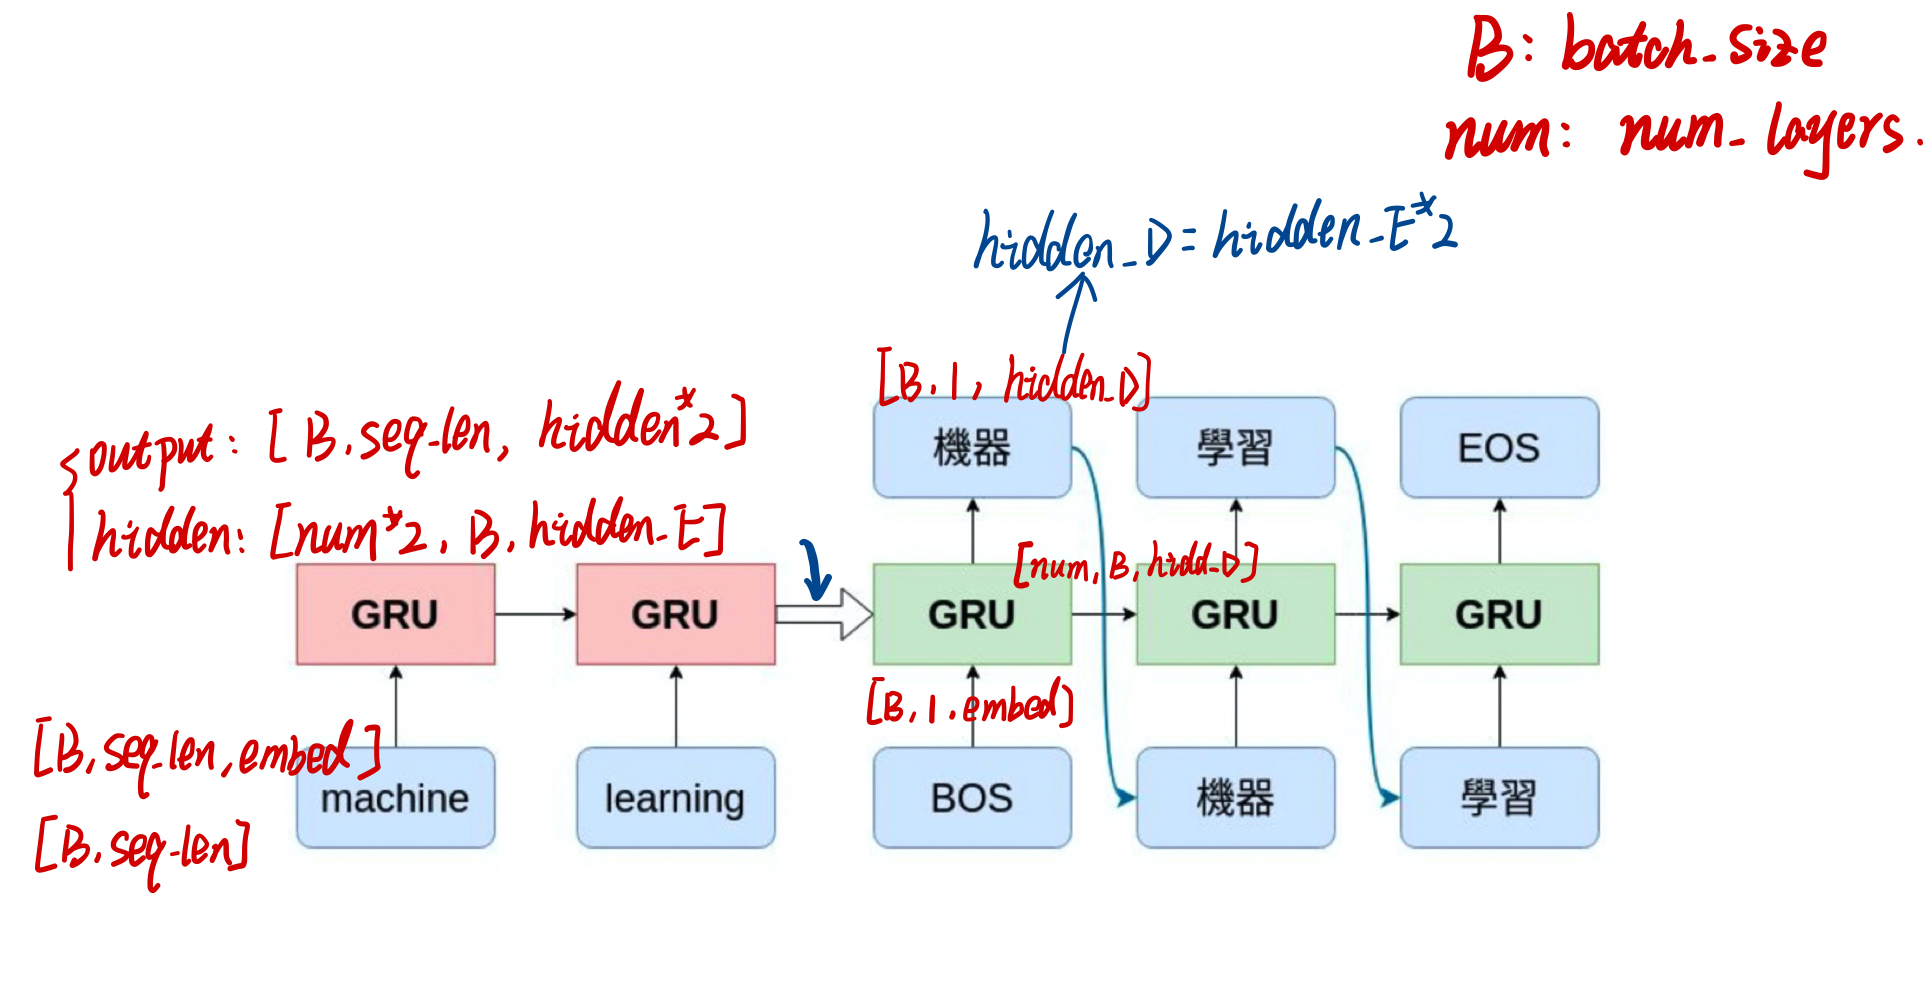 B: batch_size
num: num_layers.
hidden_D = hidden_E*2
[B.1, hidden_D]
output: [B.seq_len, hidden*2]
機器
學習
EOS
hidden: [num*2, B, hidden_E]
[num, B, hidd_D]
GRU
GRU
GRU
GRU
GRU
[B, 1. embed]
[B, seq_len, embed]
machine
learning
BOS
機器
學習
[B. seq_len]